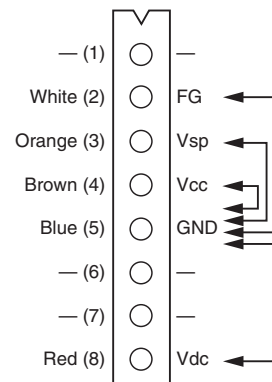 — (1) —
White (2) FG
Orange (3) Vsp
Brown (4) Vcc
Blue (5) GND
— (6) —
— (7) —
Red (8) Vdc